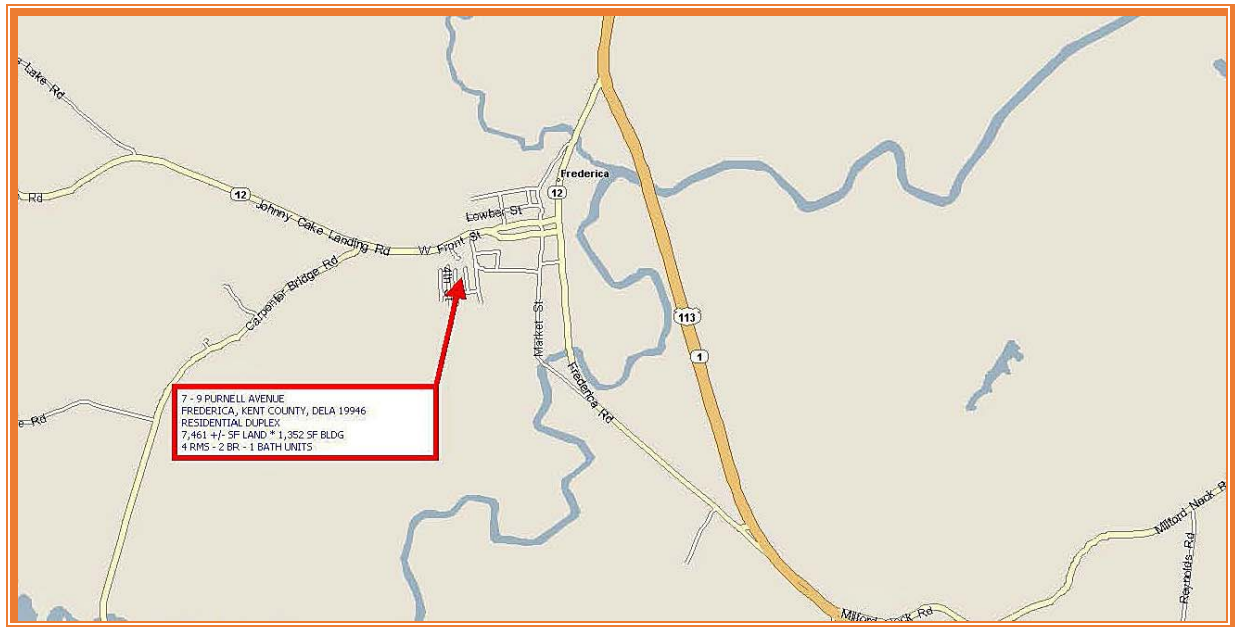 Lake Rd
Frederica
12
12
Rd
Lowber St
Johnny Cake Landing Rd
W Front St
4th St
Carpenter Bridge Rd
113
Market St
1
Frederica Rd
7 - 9 PURNELL AVENUE
FREDERICA, KENT COUNTY, DELA 19946
RESIDENTIAL DUPLEX
7,461 +/- SF LAND * 1,352 SF BLDG
4 RMS - 2 BR - 1 BATH UNITS
e Rd
Milford Neck R
Reynolds Rd
Milford Neck Rd